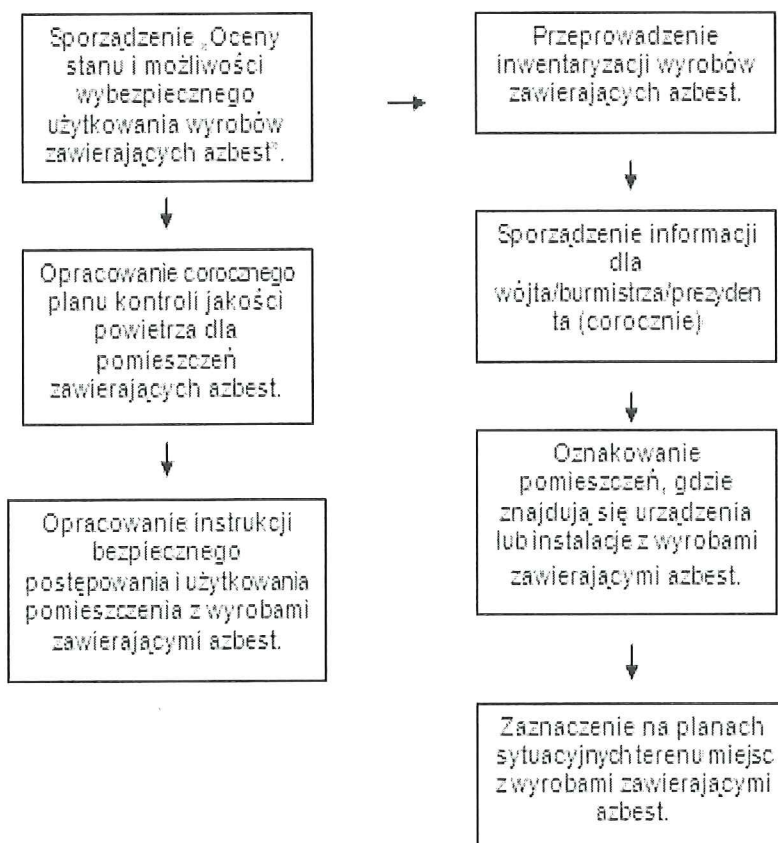 Sporządzenie „Oceny
stanu i możliwości
wybezpiecznego
użytkowania wyrobów
zawierających azbest”.
Opracowanie corocznego
planu kontroli jakości
powietrza dla
pomieszczeń
zawierających azbest.
Opracowanie instrukcji
bezpiecznego
postępowania i użytkowania
pomieszczenia z wyrobami
zawierającymi azbest.
Przeprowadzenie
inwentaryzacji wyrobów
zawierających azbest.
Sporządzenie informacji
dla
wójta/burmistrza/prezyden
ta (corocznie)
Oznakowanie
pomieszczeń, gdzie
znajdują się urządzenia
lub instalacje z wyrobami
zawierającymi azbest.
Zaznaczenie na planach
sytuacyjnych terenu miejsc
z wyrobami zawierającymi
azbest.